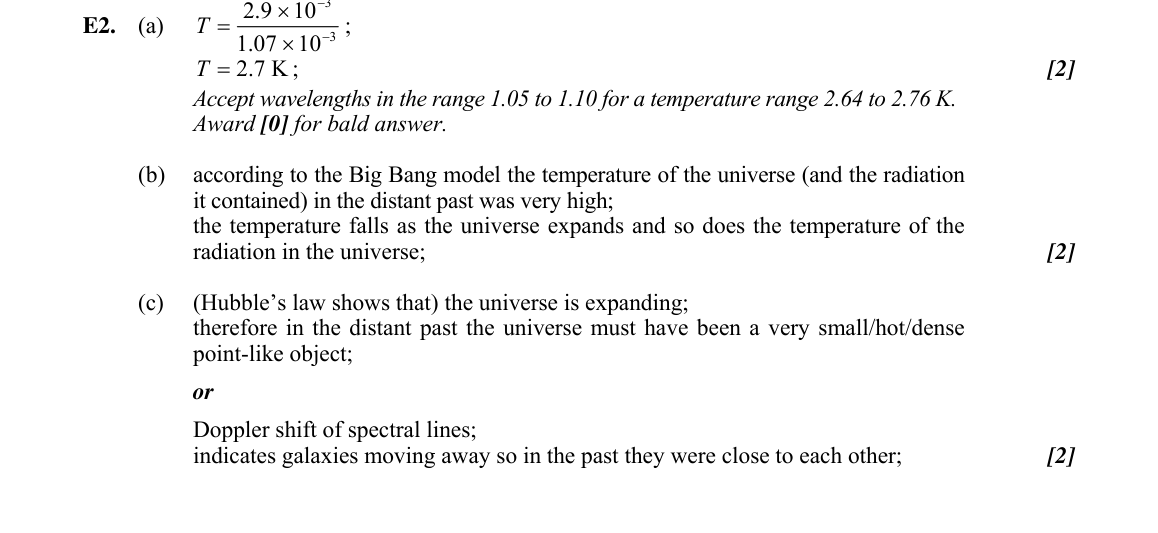 E2. (a) T = 2.9 × 10⁻³ / 1.07 × 10⁻³ ;
T = 2.7 K ; [2]
Accept wavelengths in the range 1.05 to 1.10 for a temperature range 2.64 to 2.76 K.
Award [0] for bald answer.
(b) according to the Big Bang model the temperature of the universe (and the radiation
it contained) in the distant past was very high;
the temperature falls as the universe expands and so does the temperature of the
radiation in the universe; [2]
(c) (Hubble’s law shows that) the universe is expanding;
therefore in the distant past the universe must have been a very small/hot/dense
point-like object;
or
Doppler shift of spectral lines;
indicates galaxies moving away so in the past they were close to each other; [2]